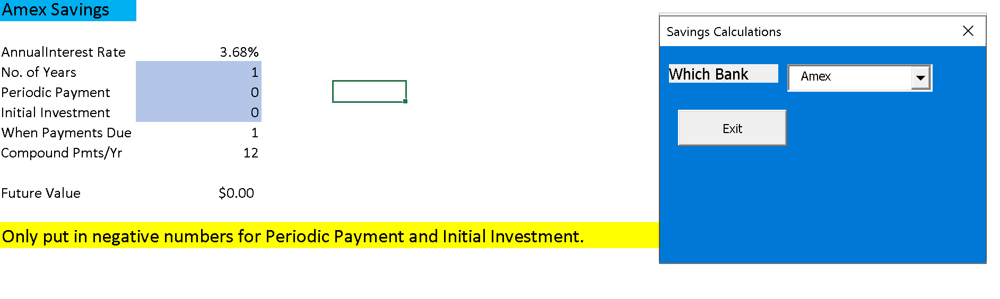 Amex Savings
AnnualInterest Rate 3.68%
No. of Years 1
Periodic Payment 0
Initial Investment 0
When Payments Due 1
Compound Pmts/Yr 12
Future Value $0.00
Only put in negative numbers for Periodic Payment and Initial Investment.
Savings Calculations
Which Bank Amex
Exit